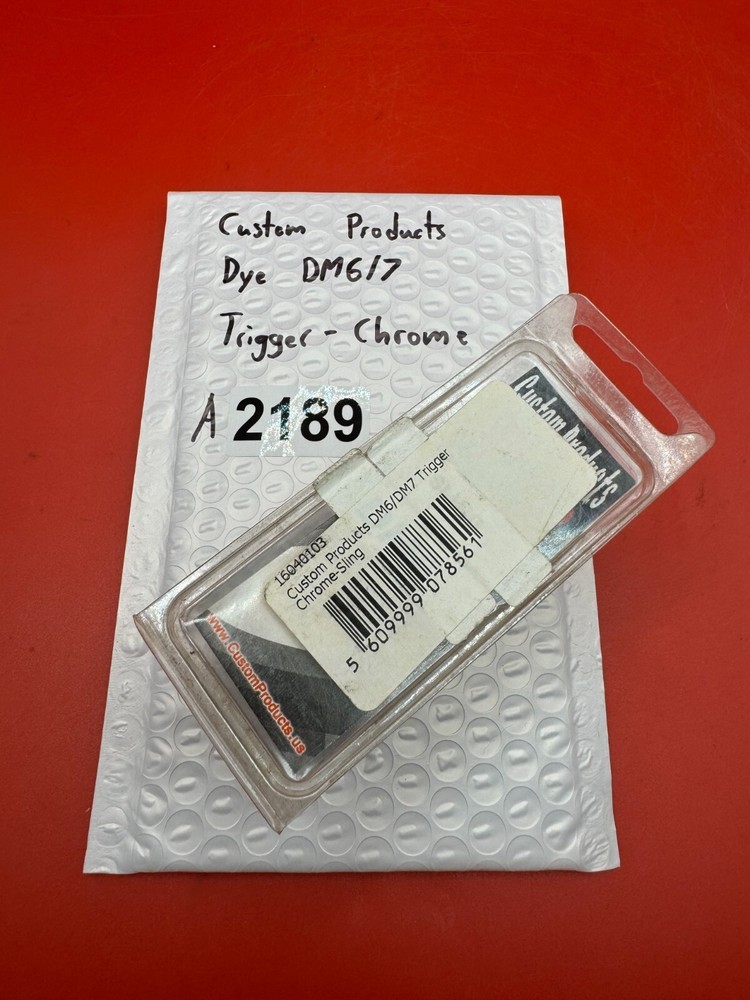 Custom Products
Dye DM6/7
Trigger - Chrome
A 2189
Custom Products
16040103
Custom Products DM6/DM7 Trigger
Chrome-Sling
5 609999 078561
www.CustomProducts.us